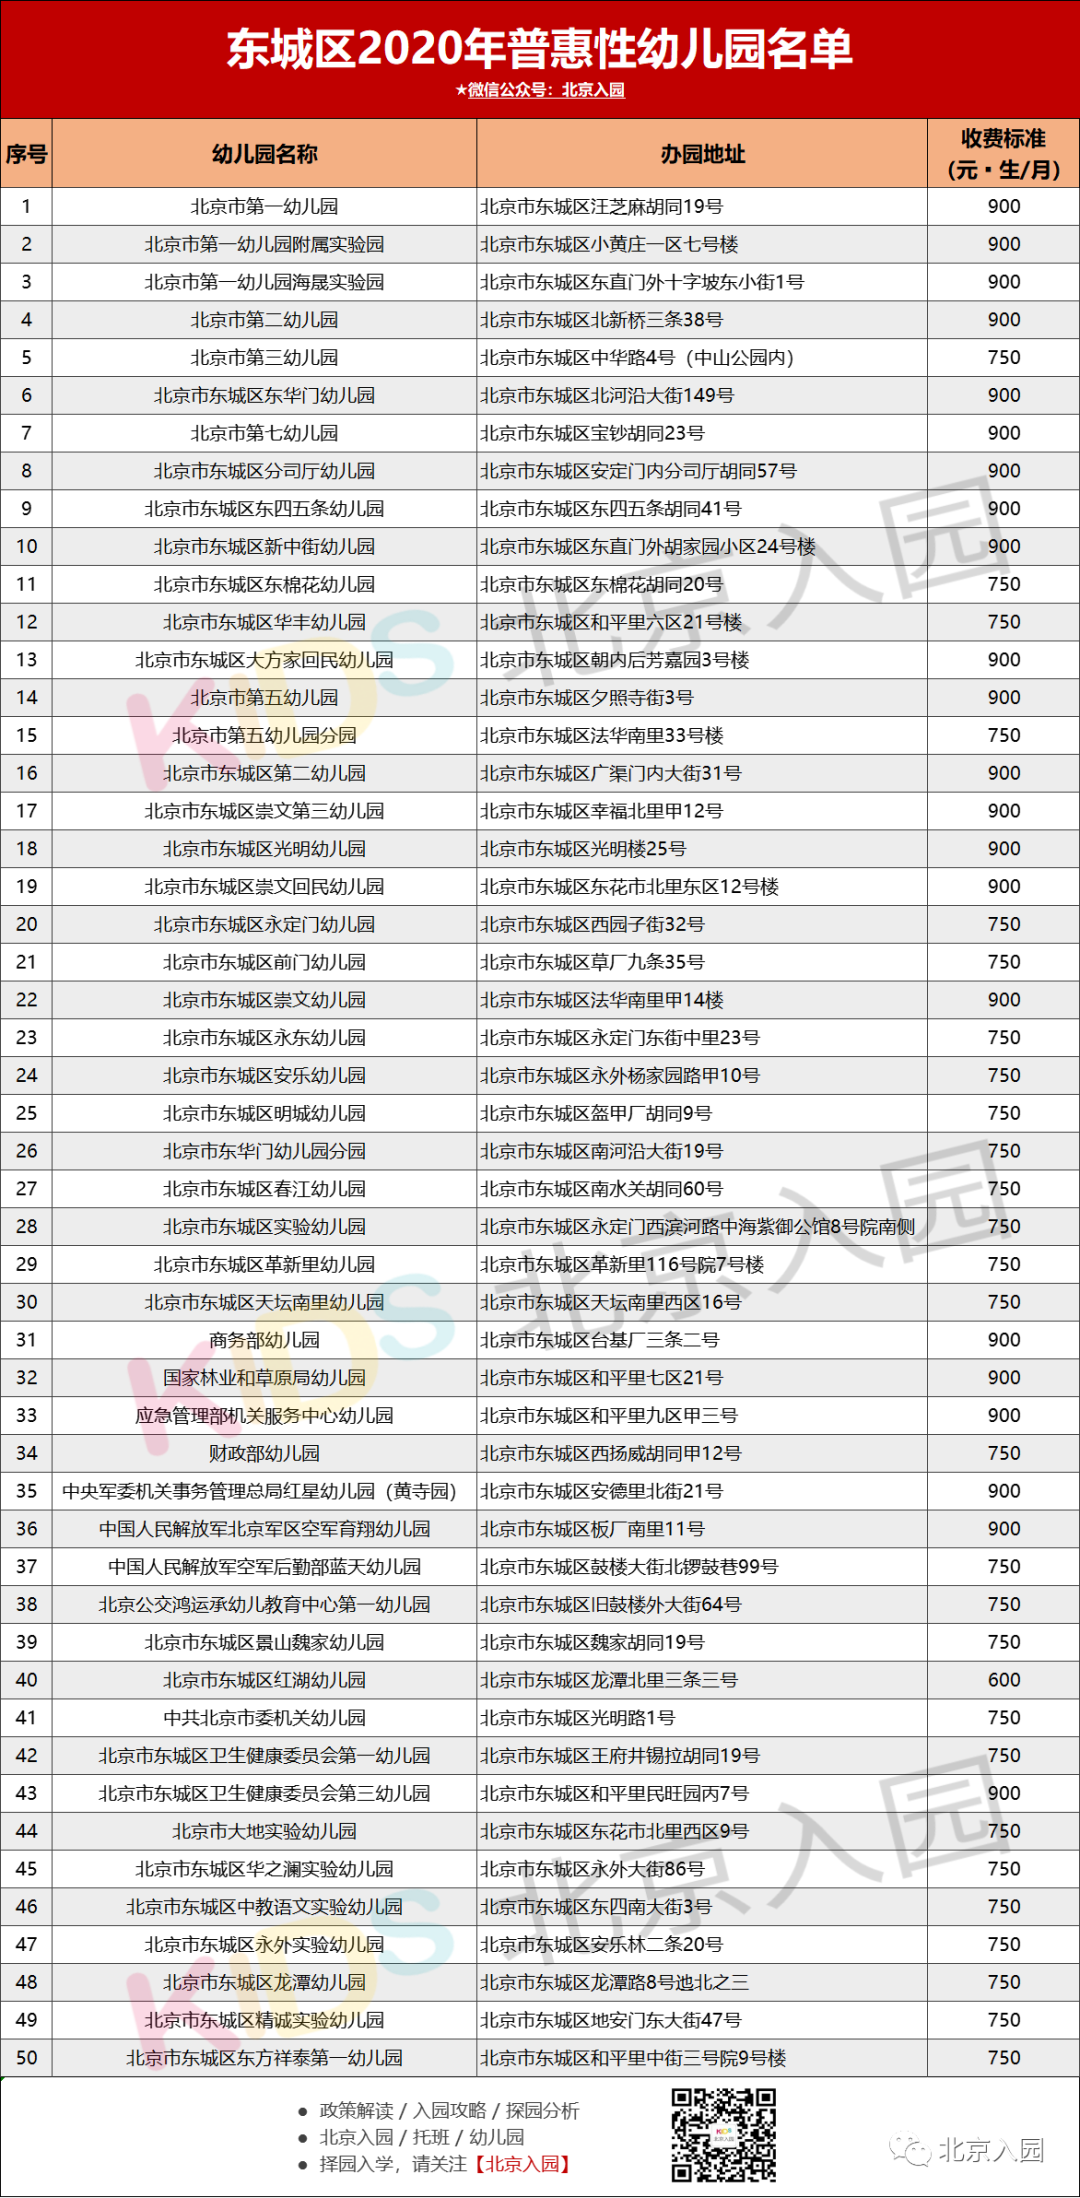 东城区2020年普惠性幼儿园名单
★微信公众号：北京入园
序号 幼儿园名称 办园地址 收费标准
(元·生/月)
1 北京市第一幼儿园 北京市东城区汪芝麻胡同19号 900
2 北京市第一幼儿园附属实验园 北京市东城区小黄庄一区七号楼 900
3 北京市第一幼儿园海晟实验园 北京市东城区东直门外十字坡东小街1号 900
4 北京市第二幼儿园 北京市东城区北新桥三条38号 900
5 北京市第三幼儿园 北京市东城区中华路4号（中山公园内） 750
6 北京市东城区东华门幼儿园 北京市东城区北河沿大街149号 900
7 北京市第七幼儿园 北京市东城区宝钞胡同23号 900
8 北京市东城区分司厅幼儿园 北京市东城区安定门内分司厅胡同57号 900
9 北京市东城区东四五条幼儿园 北京市东城区东四五条胡同41号 900
10 北京市东城区新中街幼儿园 北京市东城区东直门外胡家园小区24号楼 900
11 北京市东城区东棉花幼儿园 北京市东城区东棉花胡同20号 750
12 北京市东城区华丰幼儿园 北京市东城区和平里六区21号楼 750
13 北京市东城区大方家回民幼儿园 北京市东城区朝内后芳嘉园3号楼 900
14 北京市第五幼儿园 北京市东城区夕照寺街3号 900
15 北京市第五幼儿园分园 北京市东城区法华南里33号楼 750
16 北京市东城区第二幼儿园 北京市东城区广渠门内大街31号 900
17 北京市东城区崇文第三幼儿园 北京市东城区幸福北里甲12号 900
18 北京市东城区光明幼儿园 北京市东城区光明楼25号 900
19 北京市东城区崇文回民幼儿园 北京市东城区东花市北里东区12号楼 900
20 北京市东城区永定门幼儿园 北京市东城区西园子街32号 750
21 北京市东城区前门幼儿园 北京市东城区草厂九条35号 750
22 北京市东城区崇文幼儿园 北京市东城区法华南里甲14楼 900
23 北京市东城区永东幼儿园 北京市东城区永定门东街中里23号 750
24 北京市东城区安乐幼儿园 北京市东城区永外杨家园路甲10号 750
25 北京市东城区明城幼儿园 北京市东城区盔甲厂胡同9号 750
26 北京市东华门幼儿园分园 北京市东城区南河沿大街19号 750
27 北京市东城区春江幼儿园 北京市东城区南水关胡同60号 750
28 北京市东城区实验幼儿园 北京市东城区永定门西滨河路中海紫御公馆8号院南侧 750
29 北京市东城区革新里幼儿园 北京市东城区革新里116号院7号楼 750
30 北京市东城区天坛南里幼儿园 北京市东城区天坛南里西区16号 750
31 商务部幼儿园 北京市东城区台基厂三条二号 900
32 国家林业和草原局幼儿园 北京市东城区和平里七区21号 900
33 应急管理部机关服务中心幼儿园 北京市东城区和平里九区甲三号 900
34 财政部幼儿园 北京市东城区西扬威胡同甲12号 750
35 中央军委机关事务管理总局红星幼儿园（黄寺园） 北京市东城区安德里北街21号 900
36 中国人民解放军北京军区空军育翔幼儿园 北京市东城区板厂南里11号 900
37 中国人民解放军空军后勤部蓝天幼儿园 北京市东城区鼓楼大街北锣鼓巷99号 750
38 北京公交鸿运承幼儿教育中心第一幼儿园 北京市东城区旧鼓楼外大街64号 750
39 北京市东城区景山魏家幼儿园 北京市东城区魏家胡同19号 750
40 北京市东城区红湖幼儿园 北京市东城区龙潭北里三条三号 600
41 中共北京市委机关幼儿园 北京市东城区光明路1号 750
42 北京市东城区卫生健康委员会第一幼儿园 北京市东城区王府井锡拉胡同19号 750
43 北京市东城区卫生健康委员会第三幼儿园 北京市东城区和平里民旺园丙7号 900
44 北京市大地实验幼儿园 北京市东城区东花市北里西区9号 750
45 北京市东城区华之澜实验幼儿园 北京市东城区永外大街86号 750
46 北京市东城区中教语文实验幼儿园 北京市东城区东四南大街3号 750
47 北京市东城区永外实验幼儿园 北京市东城区安乐林二条20号 750
48 北京市东城区龙潭幼儿园 北京市东城区龙潭路8号迆北之三 750
49 北京市东城区精诚实验幼儿园 北京市东城区地安门东大街47号 750
50 北京市东城区东方祥泰第一幼儿园 北京市东城区和平里中街三号院9号楼 750
KIDS 北京入园
KIDS 北京入园
KIDS 北京入园
● 政策解读 / 入园攻略 / 探园分析
● 北京入园 / 托班 / 幼儿园
● 择园入学，请关注【北京入园】
KIDS
北京入园
北京入园